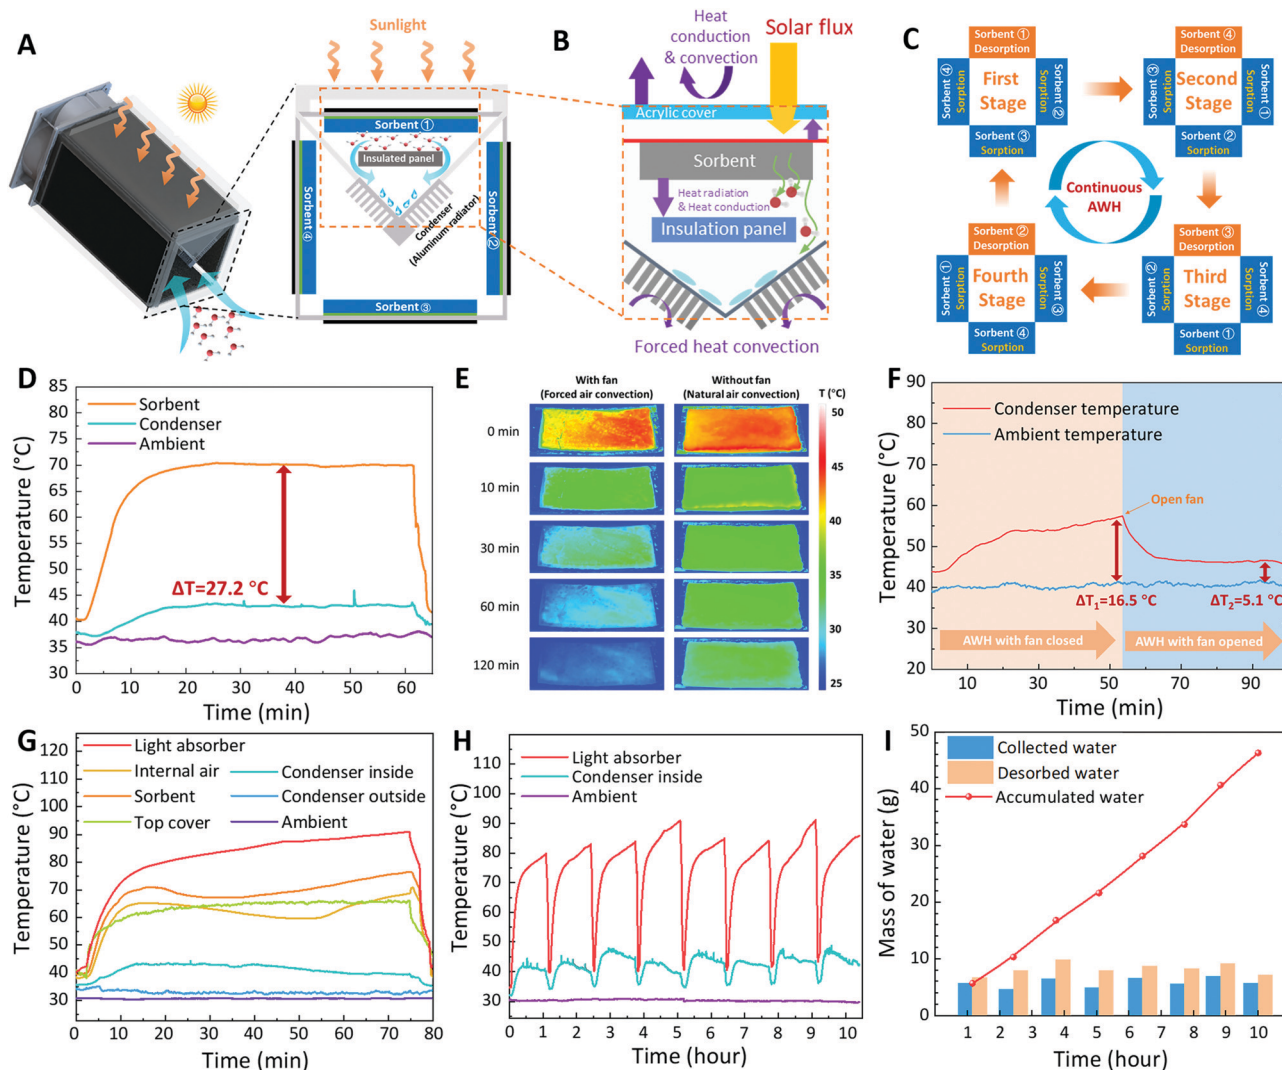 A
Sunlight
Sorbent ①
Insulated panel
Sorbent ④
Sorbent ②
Condenser
(Aluminum radiator)
Sorbent ③
B
Heat
conduction
& convection
Solar flux
Acrylic cover
Sorbent
Heat radiation
& Heat conduction
Insulation panel
Forced heat convection
C
Sorbent ①
Desorption
Sorbent ④
Sorption
First
Stage
Sorbent ②
Sorption
Sorbent ③
Sorption
Sorbent ④
Desorption
Sorbent ③
Sorption
Second
Stage
Sorbent ①
Sorption
Sorbent ②
Sorption
Continuous
AWH
Sorbent ②
Desorption
Sorbent ①
Sorption
Fourth
Stage
Sorbent ③
Sorption
Sorbent ④
Sorption
Sorbent ③
Desorption
Sorbent ②
Sorption
Third
Stage
Sorbent ④
Sorption
Sorbent ①
Sorption
D
Sorbent
Condenser
Ambient
ΔT=27.2 °C
85
80
75
70
65
60
55
50
45
40
35
30
Temperature (°C)
0 10 20 30 40 50 60
Time (min)
E
With fan
(Forced air convection)
Without fan
(Natural air convection)
T (°C)
0 min
10 min
30 min
60 min
120 min
50
45
40
35
30
25
F
Condenser temperature
Ambient temperature
Open fan
ΔT1=16.5 °C
ΔT2=5.1 °C
AWH with fan closed
AWH with fan opened
90
80
70
60
50
40
30
20
Temperature (°C)
10 30 50 70 90
Time (min)
G
Light absorber
Internal air
Sorbent
Top cover
Condenser inside
Condenser outside
Ambient
120
110
100
90
80
70
60
50
40
30
Temperature (°C)
0 10 20 30 40 50 60 70 80
Time (min)
H
Light absorber
Condenser inside
Ambient
110
100
90
80
70
60
50
40
30
Temperature (°C)
0 1 2 3 4 5 6 7 8 9 10
Time (hour)
I
Collected water
Desorbed water
Accumulated water
50
40
30
20
10
0
Mass of water (g)
1 2 3 4 5 6 7 8 9 10
Time (hour)